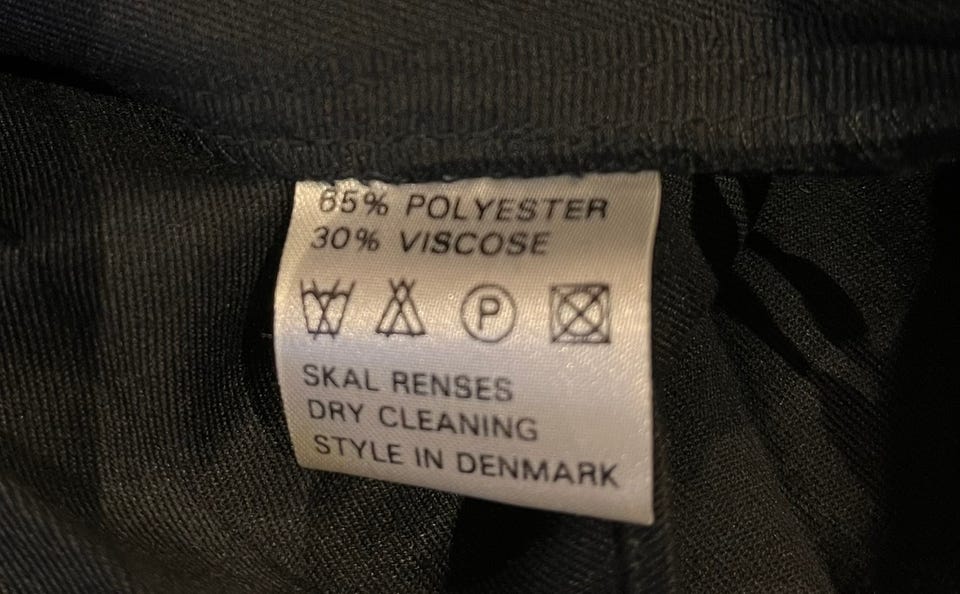 65% POLYESTER
30% VISCOSE
P
SKAL RENSES
DRY CLEANING
STYLE IN DENMARK